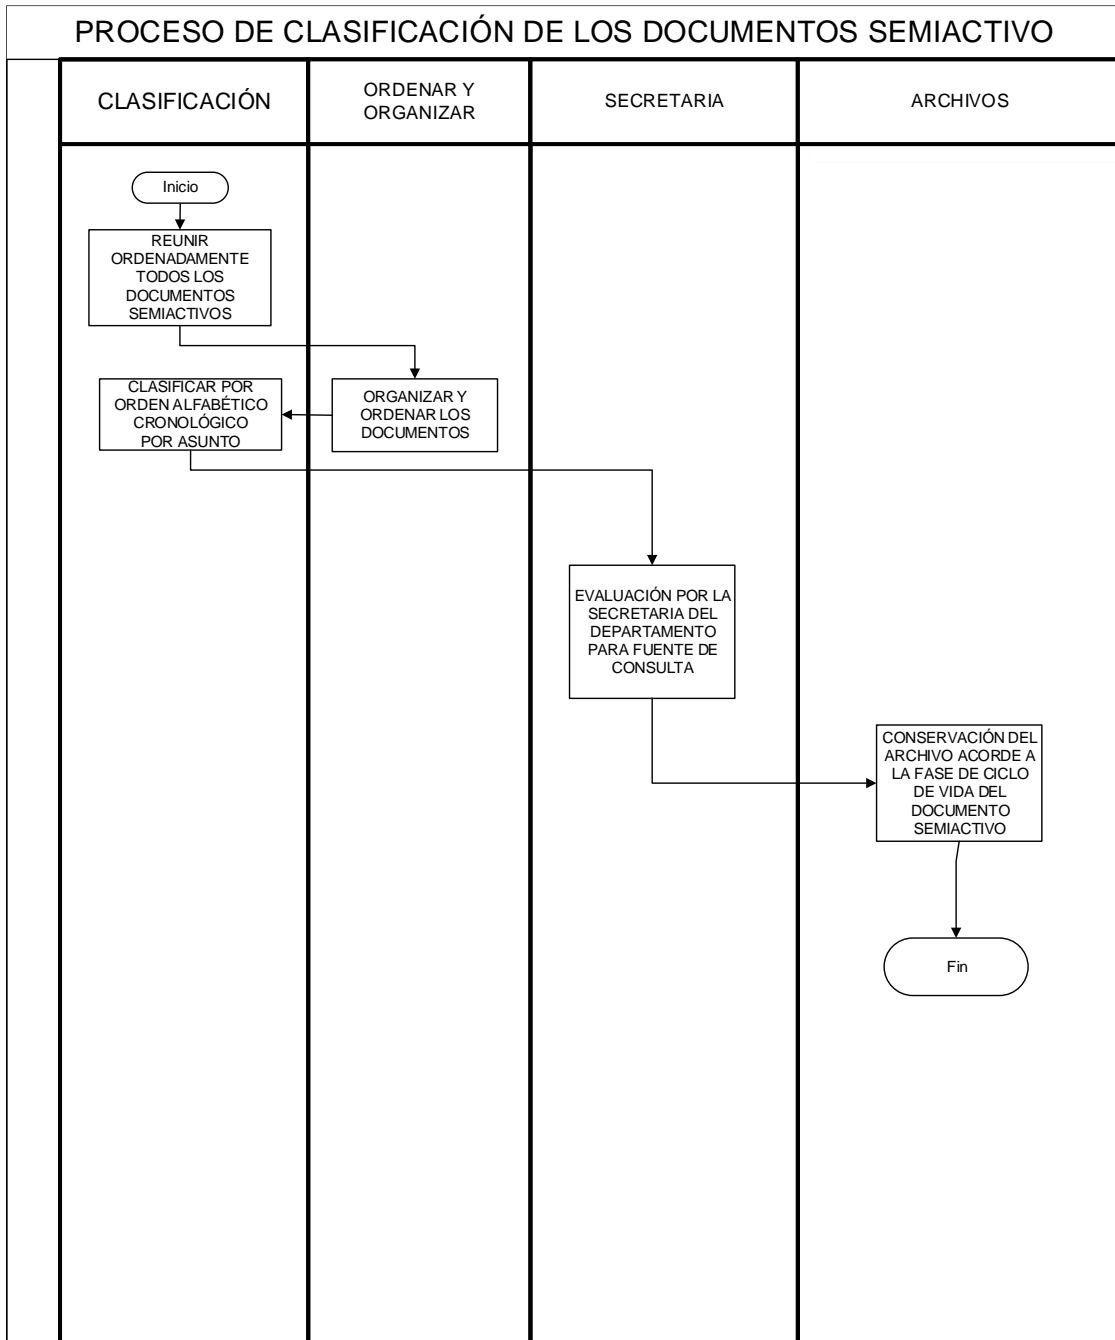 PROCESO DE CLASIFICACIÓN DE LOS DOCUMENTOS SEMIACTIVO
CLASIFICACIÓN
ORDENAR Y
ORGANIZAR
SECRETARIA
ARCHIVOS
Inicio
REUNIR
ORDENADAMENTE
TODOS LOS
DOCUMENTOS
SEMIACTIVOS
CLASIFICAR POR
ORDEN ALFABÉTICO
CRONOLÓGICO
POR ASUNTO
ORGANIZAR Y
ORDENAR LOS
DOCUMENTOS
EVALUACIÓN POR LA
SECRETARIA DEL
DEPARTAMENTO
PARA FUENTE DE
CONSULTA
CONSERVACIÓN DEL
ARCHIVO ACORDE A
LA FASE DE CICLO
DE VIDA DEL
DOCUMENTO
SEMIACTIVO
Fin